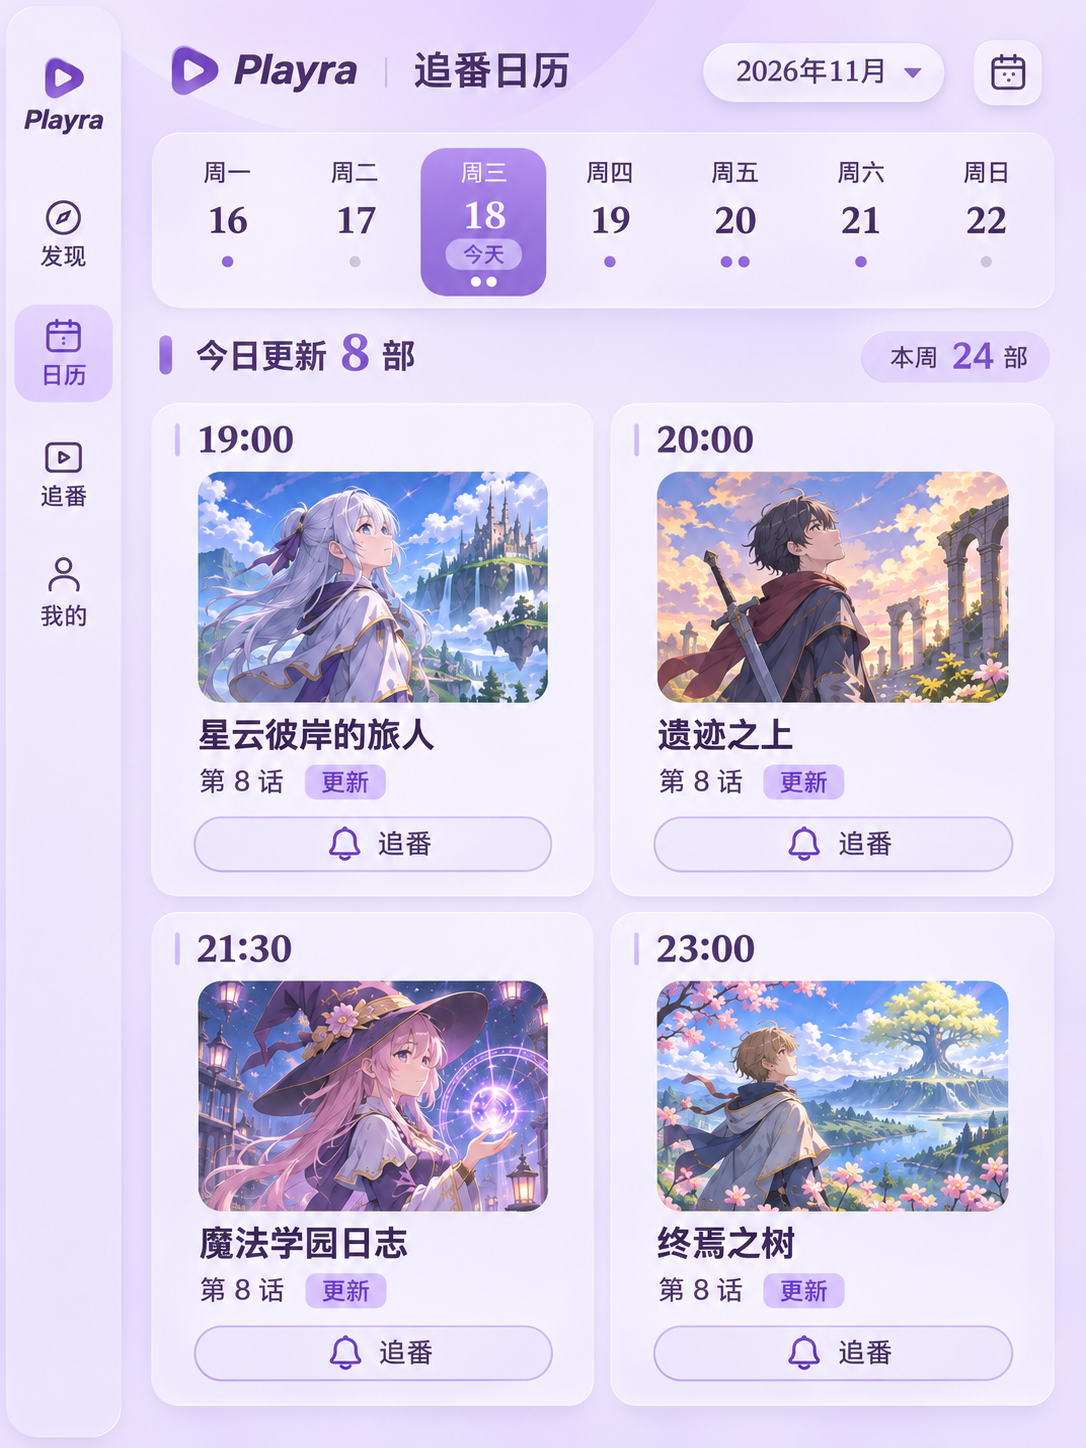 Playra
发现
日历
追番
我的
Playra
追番日历
2026年11月
周一 周二 周三 周四 周五 周六 周日
16 17 18 19 20 21 22
今天
今日更新 8 部
本周 24 部
19:00
星云彼岸的旅人
第 8 话 更新
追番
20:00
遗迹之上
第 8 话 更新
追番
21:30
魔法学园日志
第 8 话 更新
追番
23:00
终焉之树
第 8 话 更新
追番